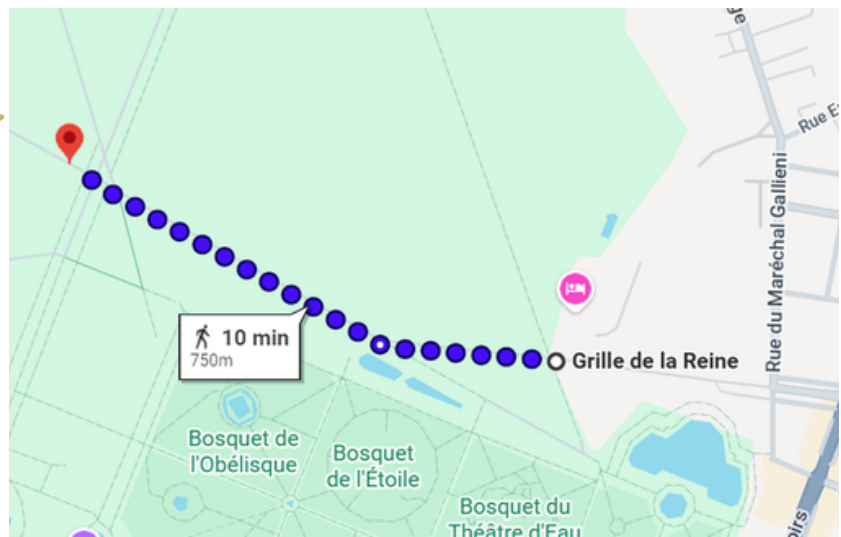 Rue du Maréchal Gallieni
10 min
750m
Grille de la Reine
Bosquet de
l'Obélisque
Bosquet
de l'Étoile
Bosquet du
Théâtre d'Eau